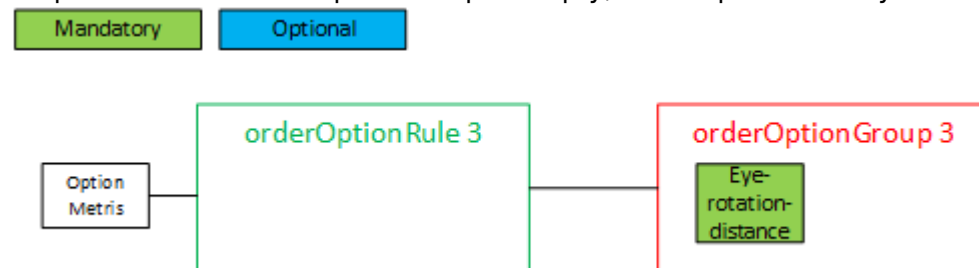 Mandatory
Optional
orderOptionRule 3
orderOptionGroup 3
Option
Metris
Eye-
rotation-
distance